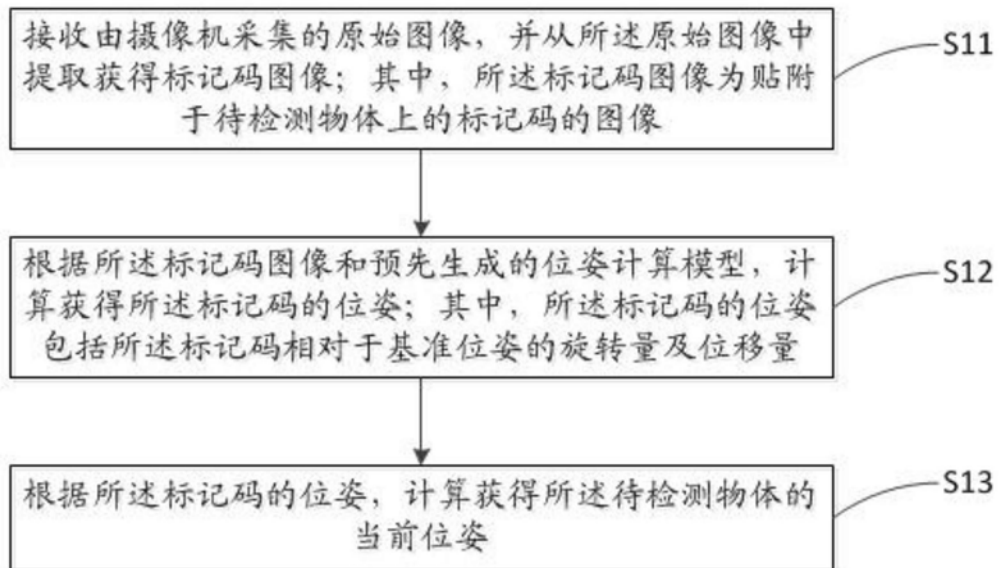 接收由摄像机采集的原始图像，并从所述原始图像中
提取获得标记码图像；其中，所述标记码图像为贴附
于待检测物体上的标记码的图像
S11
根据所述标记码图像和预先生成的位姿计算模型，计
算获得所述标记码的位姿；其中，所述标记码的位姿
包括所述标记码相对于基准位姿的旋转量及位移量
S12
根据所述标记码的位姿，计算获得所述待检测物体的
当前位姿
S13